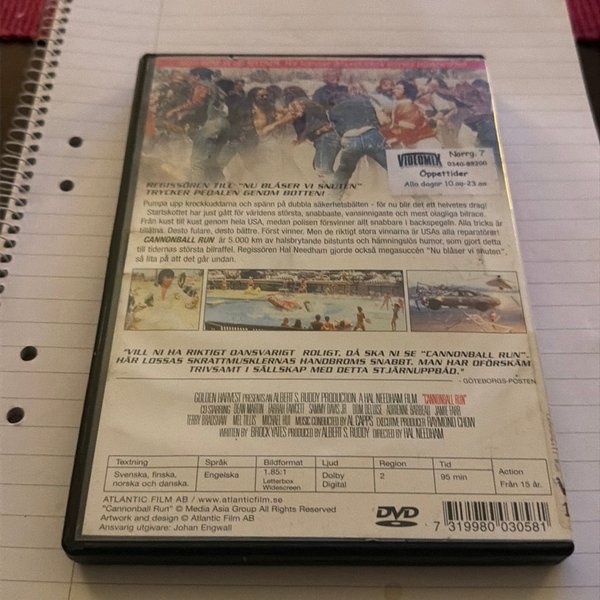 VIDEOMIX
Norrg. 7
0340-89200
Öppettider
Alla dagar 10.00-23.00
REGISSÖREN TILL "NU BLÅSER VI SNUTEN"
TRYCKER PEDALEN GENOM BOTTEN!
Pumpa upp krockkuddarna och spänn på dubbla säkerhetsbälten - för nu blir det ett helvetes drag!
Startskottet har just gått för världens största, snabbaste, vansinnigaste och mest olagliga bilrace.
Från kust till kust genom hela USA, medan polisen försvinner allt snabbare i backspegeln. Alla tricks är
tillåtna. Desto fulare, desto bättre. Först vinner. Men de riktigt stora vinnarna är USAs alla reparatörer!
CANNONBALL RUN är 5.000 km av halsbrytande bilstunts och hämningslös humor, som gjort detta
till tidernas största bilraffel. Regissören Hal Needham gjorde också megasuccén "Nu blåser vi snuten",
så lita på att det går undan.
"VILL NI HA RIKTIGT OANSVARIGT ROLIGT, DÅ SKA NI SE "CANNONBALL RUN".
HÄR LOSSAS SKRATTMUSKLERNAS HANDBROMS SNABBT. MAN HAR OFÖRSKÄM
TRIVSAMT I SÄLLSKAP MED DETTA STJÄRNUPPBÅD."
- GÖTEBORGS-POSTEN
GOLDEN HARVEST PRESENTS AN ALBERT S. RUDDY PRODUCTION A HAL NEEDHAM FILM "CANNONBALL RUN"
CO-STARRING DEAN MARTIN FARRAH FAWCETT SAMMY DAVIS JR. DOM DELUISE ADRIENNE BARBEAU JAMIE FARR
TERRY BRADSHAW MEL TILLIS MICHAEL HUI MUSIC CONDUCTED BY AL CAPPS EXECUTIVE PRODUCER RAYMOND CHOW
WRITTEN BY BROCK YATES PRODUCED BY ALBERT S. RUDDY DIRECTED BY HAL NEEDHAM
Textning Språk Bildformat Ljud Region Tid Action
Svenska, finska, Engelska 1.85:1 Dolby 2 95 min Från 15 år.
norska och danska. Letterbox Digital
Widescreen
ATLANTIC FILM AB / www.atlanticfilm.se
"Cannonball Run" © Media Asia Group All Rights Reserved
Artwork and design © Atlantic Film AB
Ansvarig utgivare: Johan Engwall
DVD
7 319980 030581